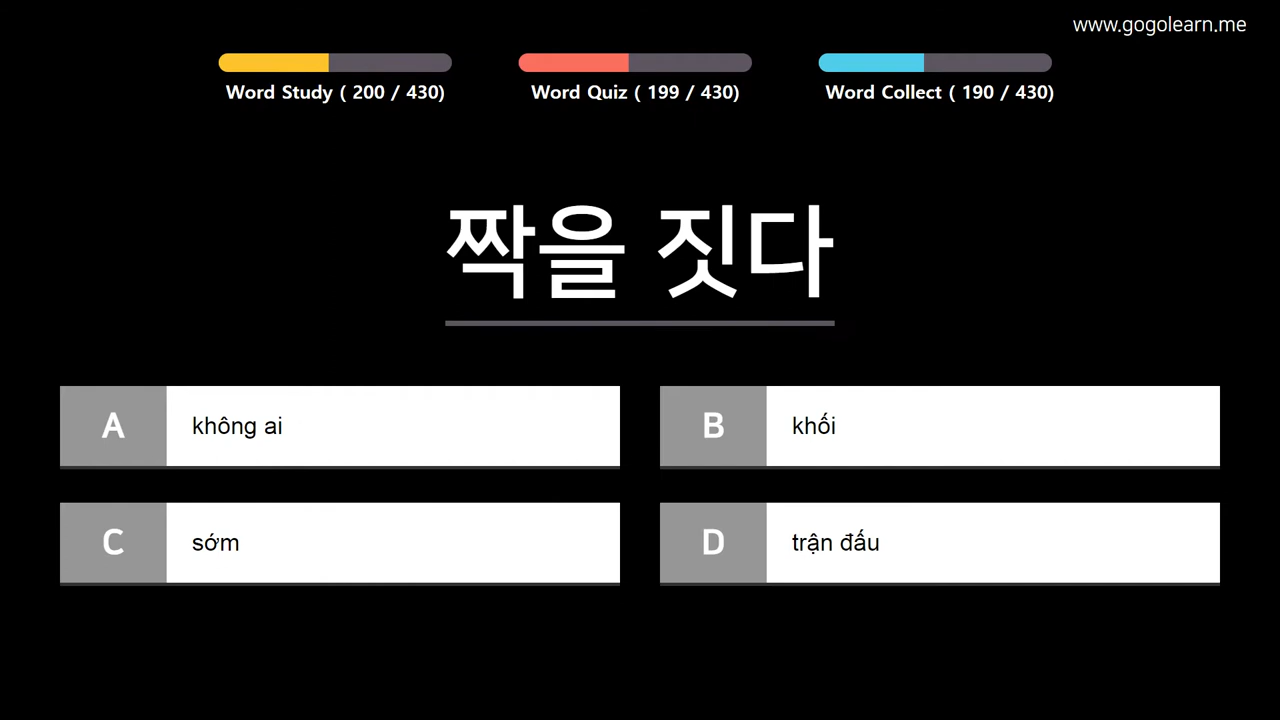 www.gogolearn.me
Word Study ( 200 / 430)
Word Quiz ( 199 / 430)
Word Collect ( 190 / 430)
짝을 짓다
A không ai
B khối
C sớm
D trận đấu